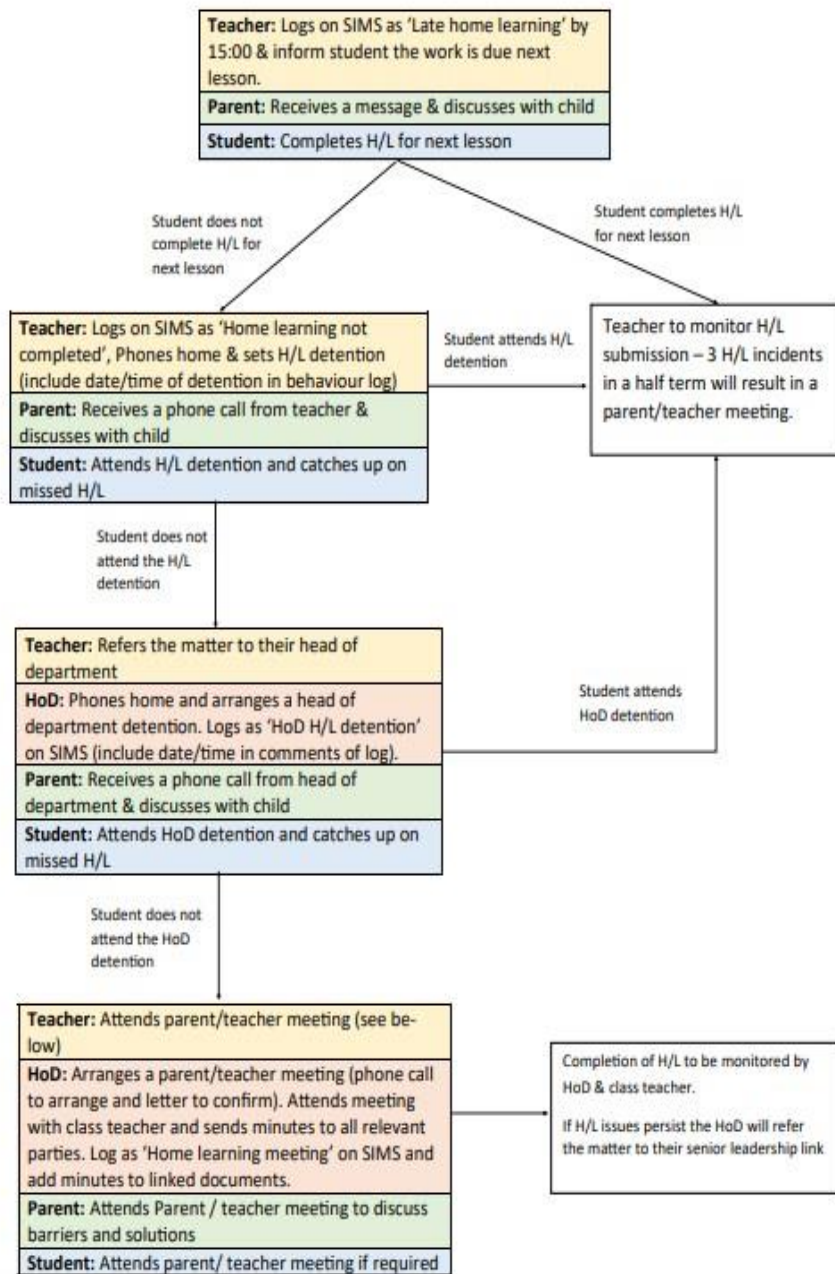 Teacher: Logs on SIMS as ‘Late home learning’ by
15:00 & inform student the work is due next
lesson.
Parent: Receives a message & discusses with child
Student: Completes H/L for next lesson
Student does not
complete H/L for
next lesson
Student completes H/L
for next lesson
Teacher: Logs on SIMS as ‘Home learning not
completed’, Phones home & sets H/L detention
(include date/time of detention in behaviour log)
Parent: Receives a phone call from teacher &
discusses with child
Student: Attends H/L detention and catches up on
missed H/L
Student attends H/L
detention
Teacher to monitor H/L
submission – 3 H/L incidents
in a half term will result in a
parent/teacher meeting.
Student does not
attend the H/L
detention
Teacher: Refers the matter to their head of
department
HoD: Phones home and arranges a head of
department detention. Logs as ‘HoD H/L detention’
on SIMS (include date/time in comments of log).
Parent: Receives a phone call from head of
department & discusses with child
Student: Attends HoD detention and catches up on
missed H/L
Student attends
HoD detention
Student does not
attend the HoD
detention
Teacher: Attends parent/teacher meeting (see be-
low)
HoD: Arranges a parent/teacher meeting (phone call
to arrange and letter to confirm). Attends meeting
with class teacher and sends minutes to all relevant
parties. Log as ‘Home learning meeting’ on SIMS and
add minutes to linked documents.
Parent: Attends Parent / teacher meeting to discuss
barriers and solutions
Student: Attends parent/ teacher meeting if required
Completion of H/L to be monitored by
HoD & class teacher.
If H/L issues persist the HoD will refer
the matter to their senior leadership link